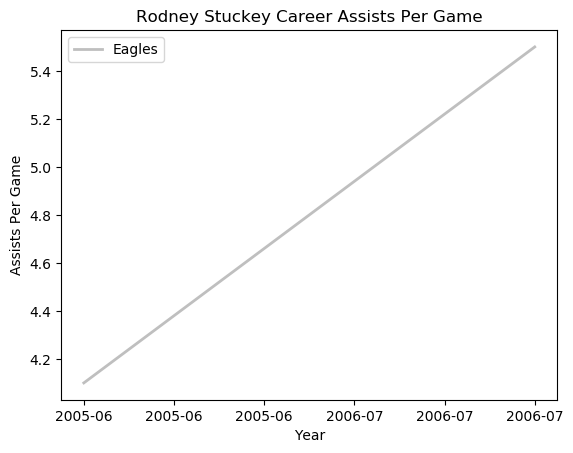 Rodney Stuckey Career Assists Per Game
Eagles
5.4
5.2
5.0
4.8
4.6
4.4
4.2
Assists Per Game
2005-06 2005-06 2005-06 2006-07 2006-07 2006-07
Year